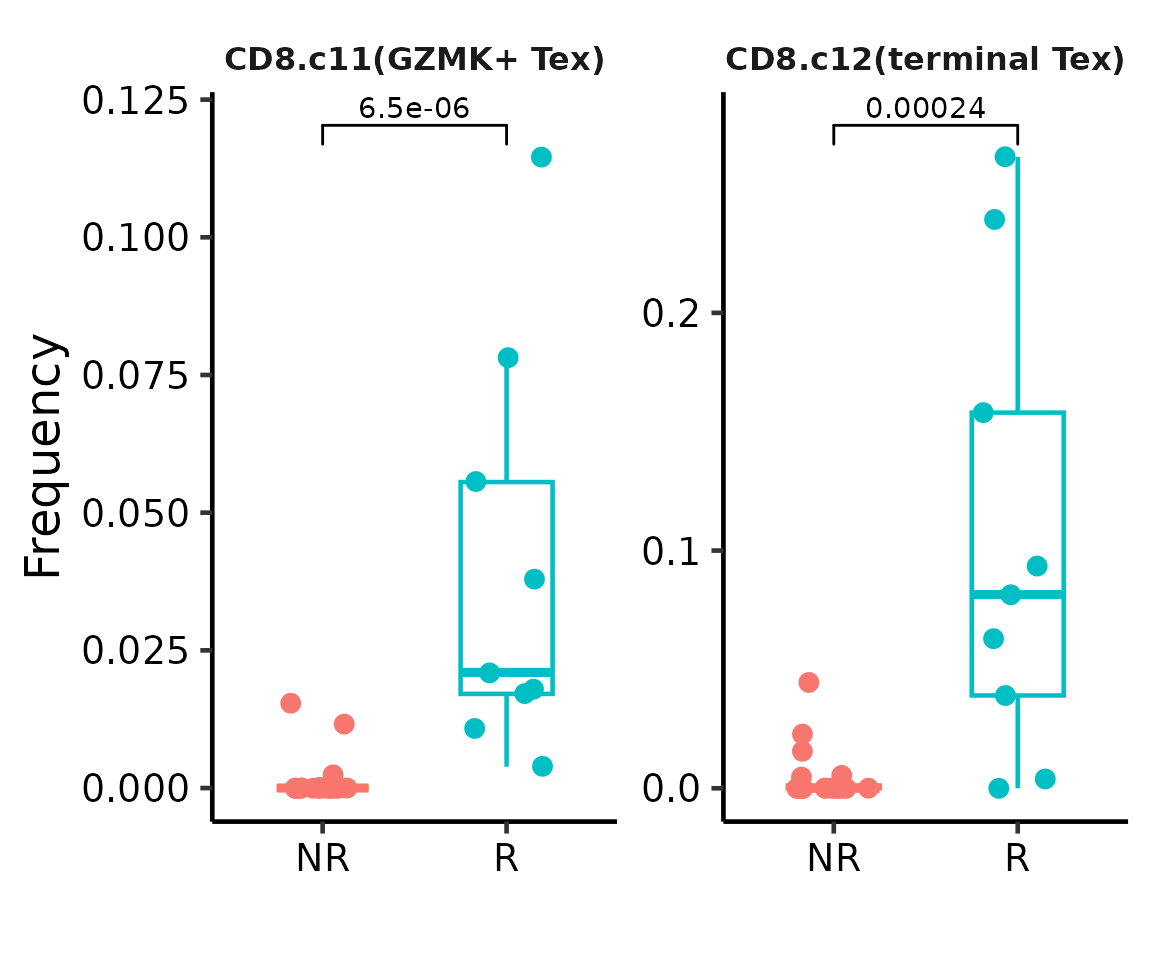 CD8.c11(GZMK+ Tex)
CD8.c12(terminal Tex)
Frequency
0.125
0.100
0.075
0.050
0.025
0.000
6.5e-06
NR
R
0.2
0.1
0.0
0.00024
NR
R